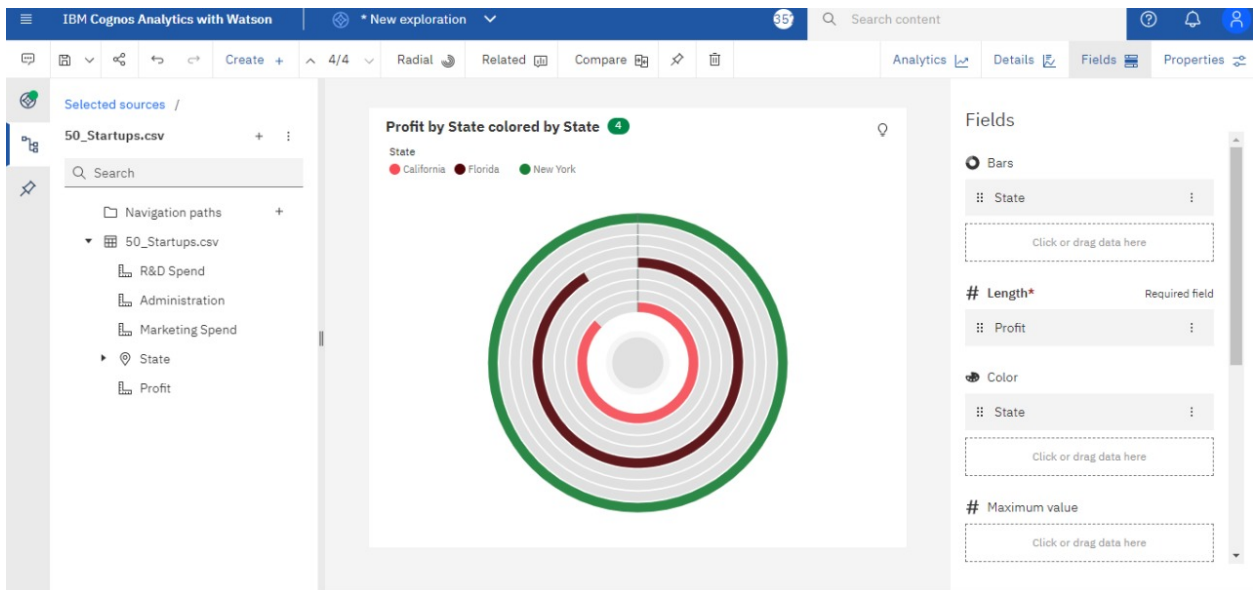 IBM Cognos Analytics with Watson
* New exploration
357
Search content
Create +
4/4
Radial
Related
Compare
Analytics
Details
Fields
Properties
Selected sources /
50_Startups.csv
Search
Navigation paths
50_Startups.csv
R&D Spend
Administration
Marketing Spend
State
Profit
Profit by State colored by State 4
State
California
Florida
New York
Fields
Bars
State
Click or drag data here
# Length*
Required field
Profit
Color
State
Click or drag data here
# Maximum value
Click or drag data here